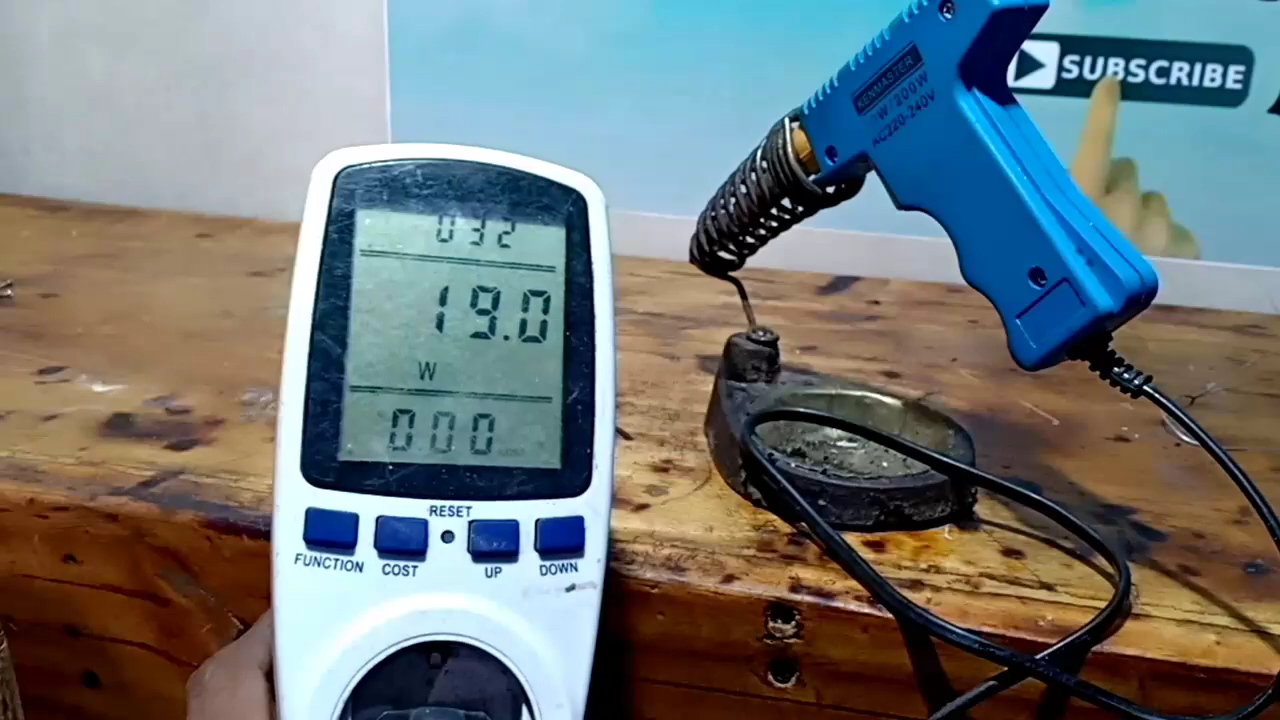 KENMASTER
W/200W
AC220-240V
SUBSCRIBE
032
19.0
W
000
RESET
FUNCTION
COST
UP
DOWN